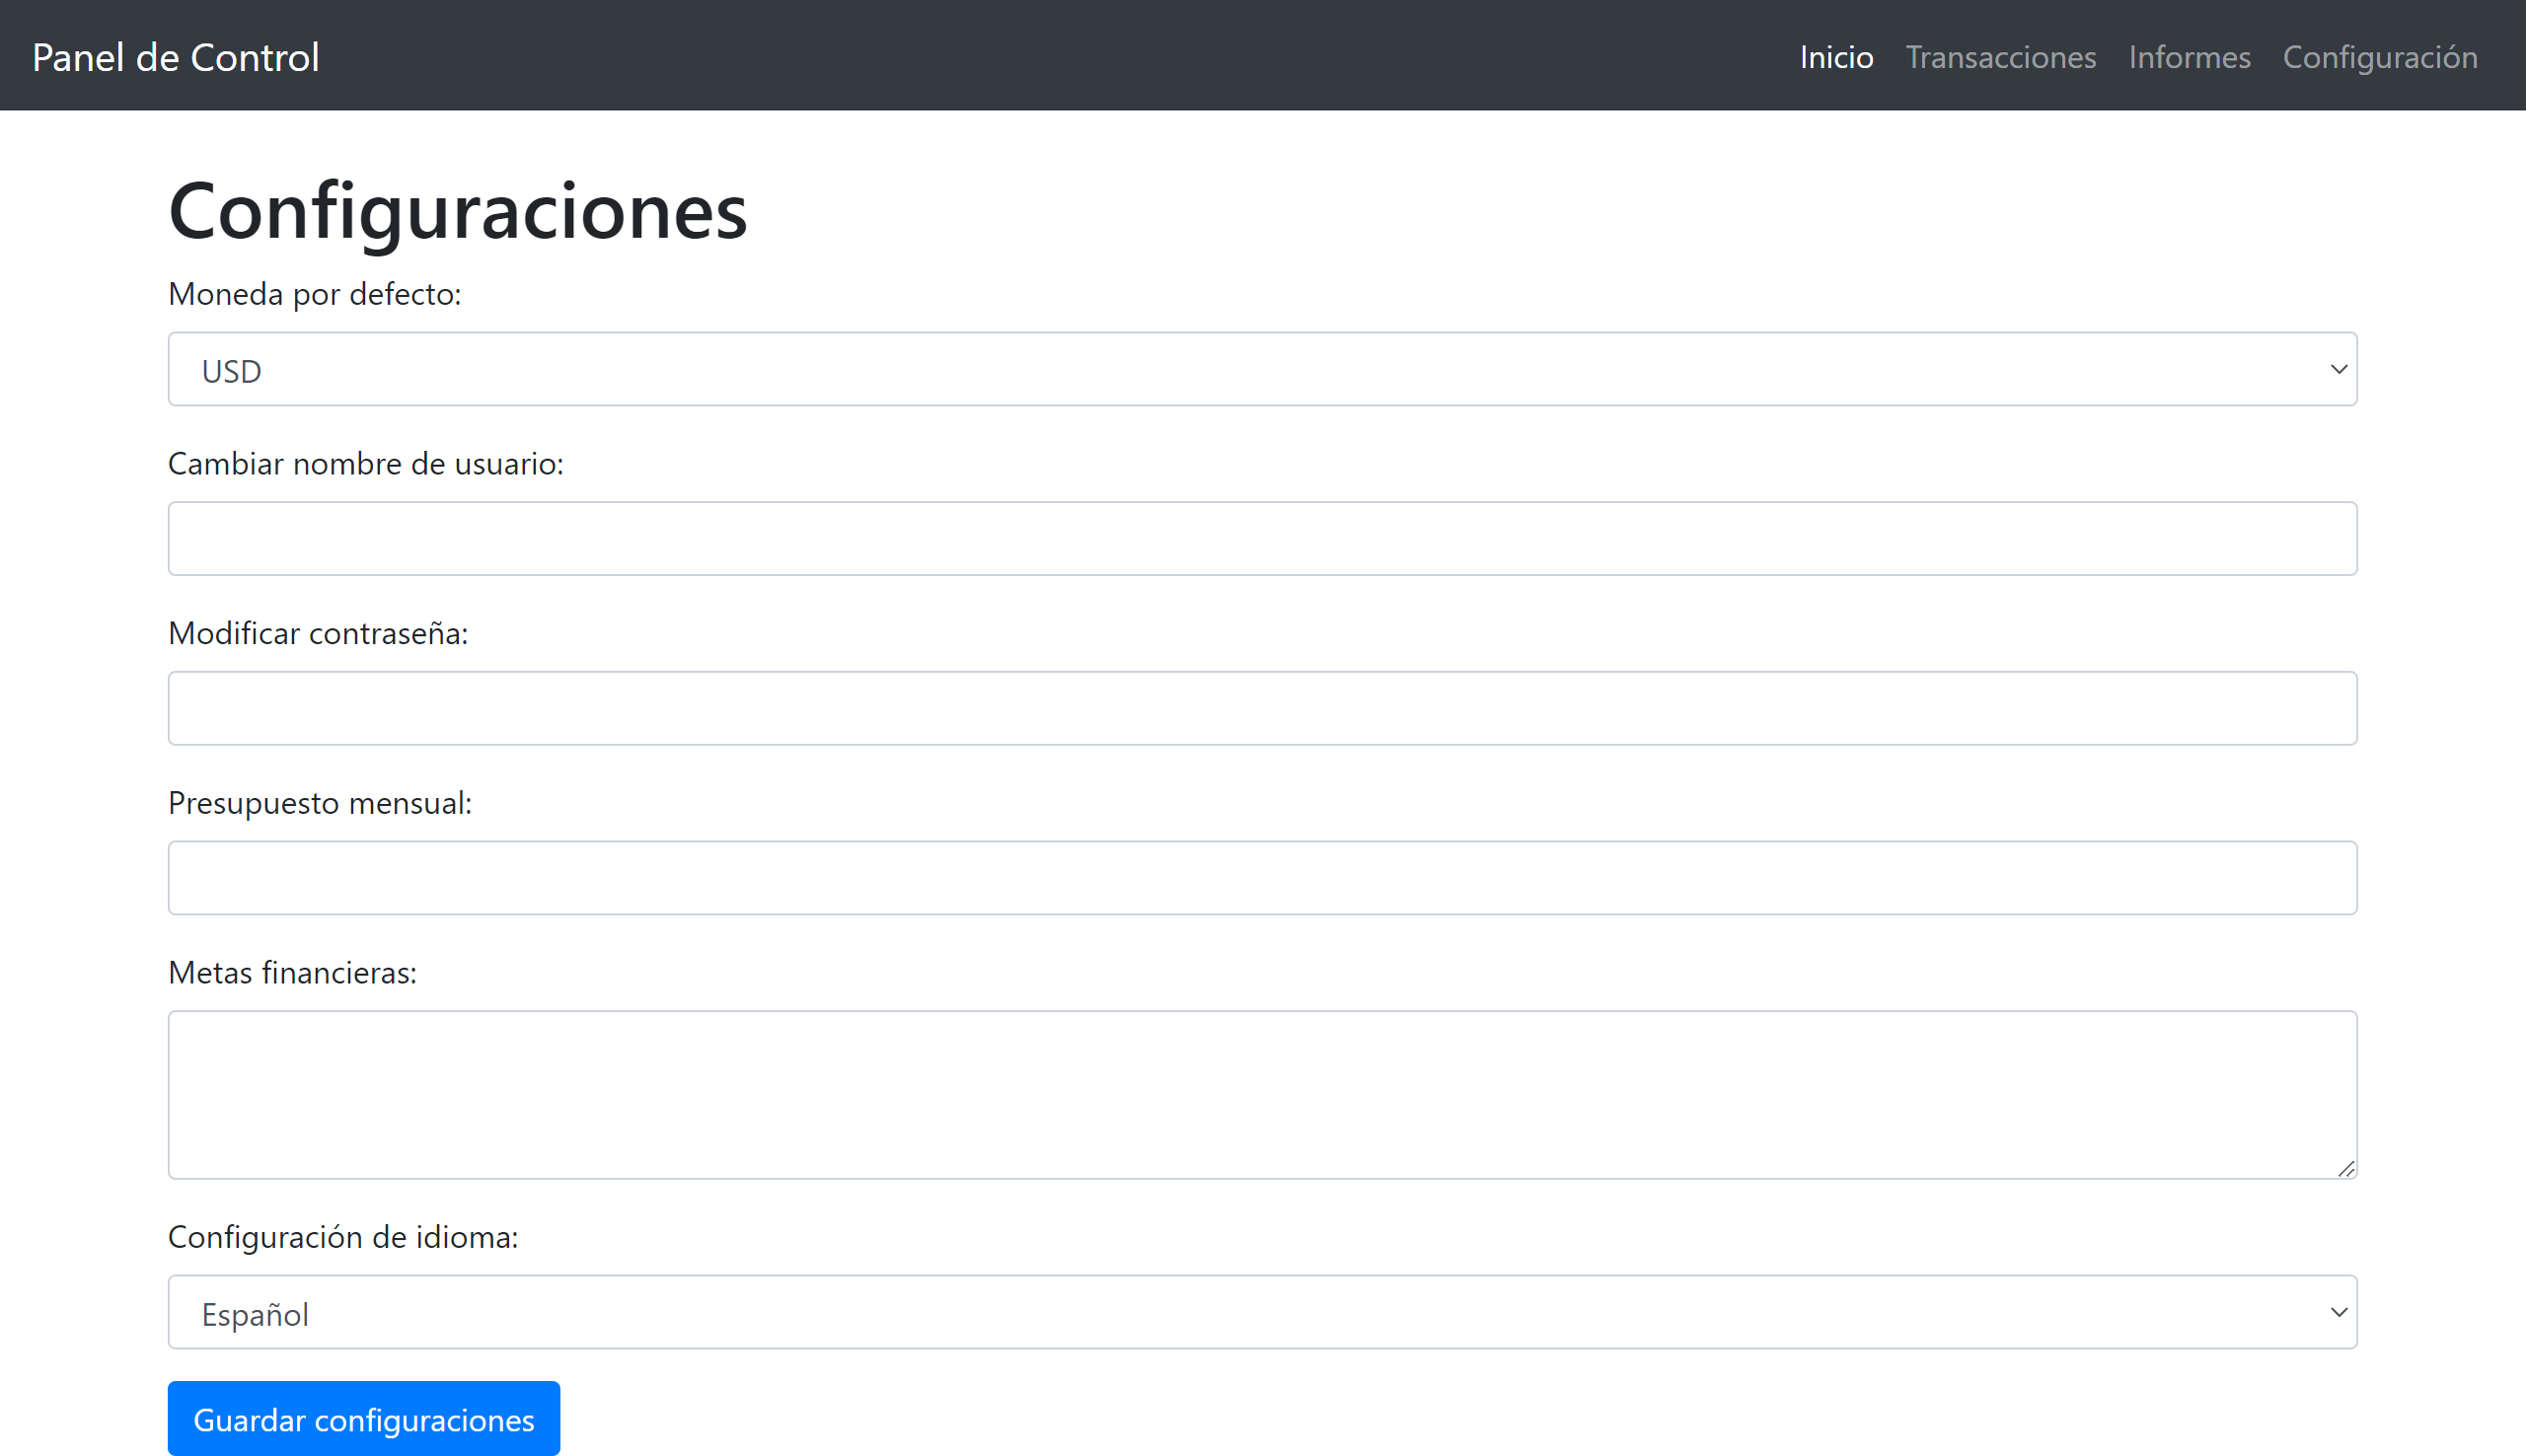 Panel de Control
Inicio Transacciones Informes Configuración
Configuraciones
Moneda por defecto:
USD
Cambiar nombre de usuario:
Modificar contraseña:
Presupuesto mensual:
Metas financieras:
Configuración de idioma:
Español
Guardar configuraciones